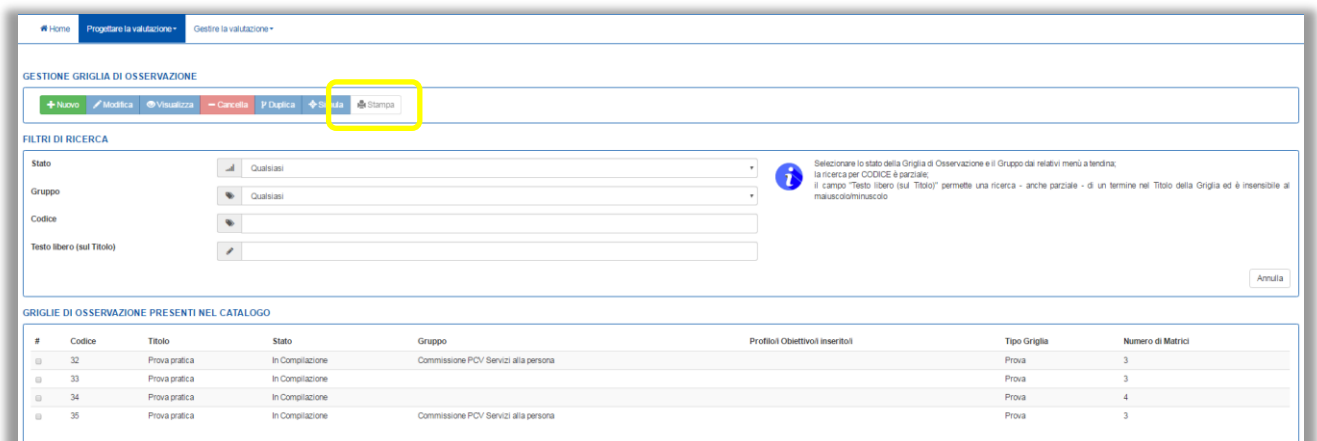 Home Progettare la valutazione Gestire la valutazione
GESTIONE GRIGLIA DI OSSERVAZIONE
Nuovo Modifica Visualizza Cancella Duplica Stampa
FILTRI DI RICERCA
Stato Qualsiasi
Gruppo Qualsiasi
Codice
Testo libero (sul Titolo)
Selezionare lo stato della Griglia di Osservazione e il Gruppo dai relativi menù a tendina;
la ricerca per CODICE è parziale;
il campo "Testo libero (sul Titolo)" permette una ricerca - anche parziale - di un termine nel Titolo della Griglia ed è insensibile al
maiuscolo/minuscolo
Annulla
GRIGLIE DI OSSERVAZIONE PRESENTI NEL CATALOGO
# Codice Titolo Stato Gruppo Profilo/i Obiettivo/i inserito/i Tipo Griglia Numero di Matrici
32 Prova pratica In Compilazione Commissione PCV Servizi alla persona Prova 3
33 Prova pratica In Compilazione Prova 3
34 Prova pratica In Compilazione Prova 4
35 Prova pratica In Compilazione Commissione PCV Servizi alla persona Prova 3